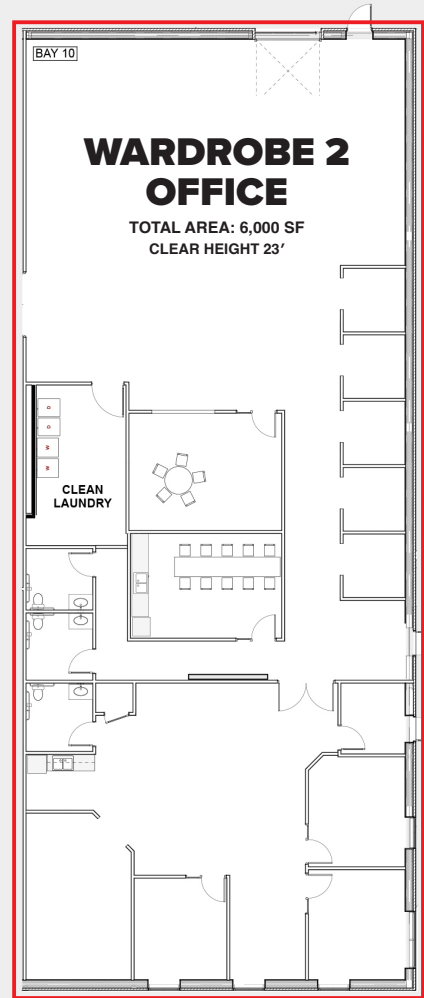 BAY 10
WARDROBE 2
OFFICE
TOTAL AREA: 6,000 SF
CLEAR HEIGHT 23′
D
D
W
W
CLEAN
LAUNDRY